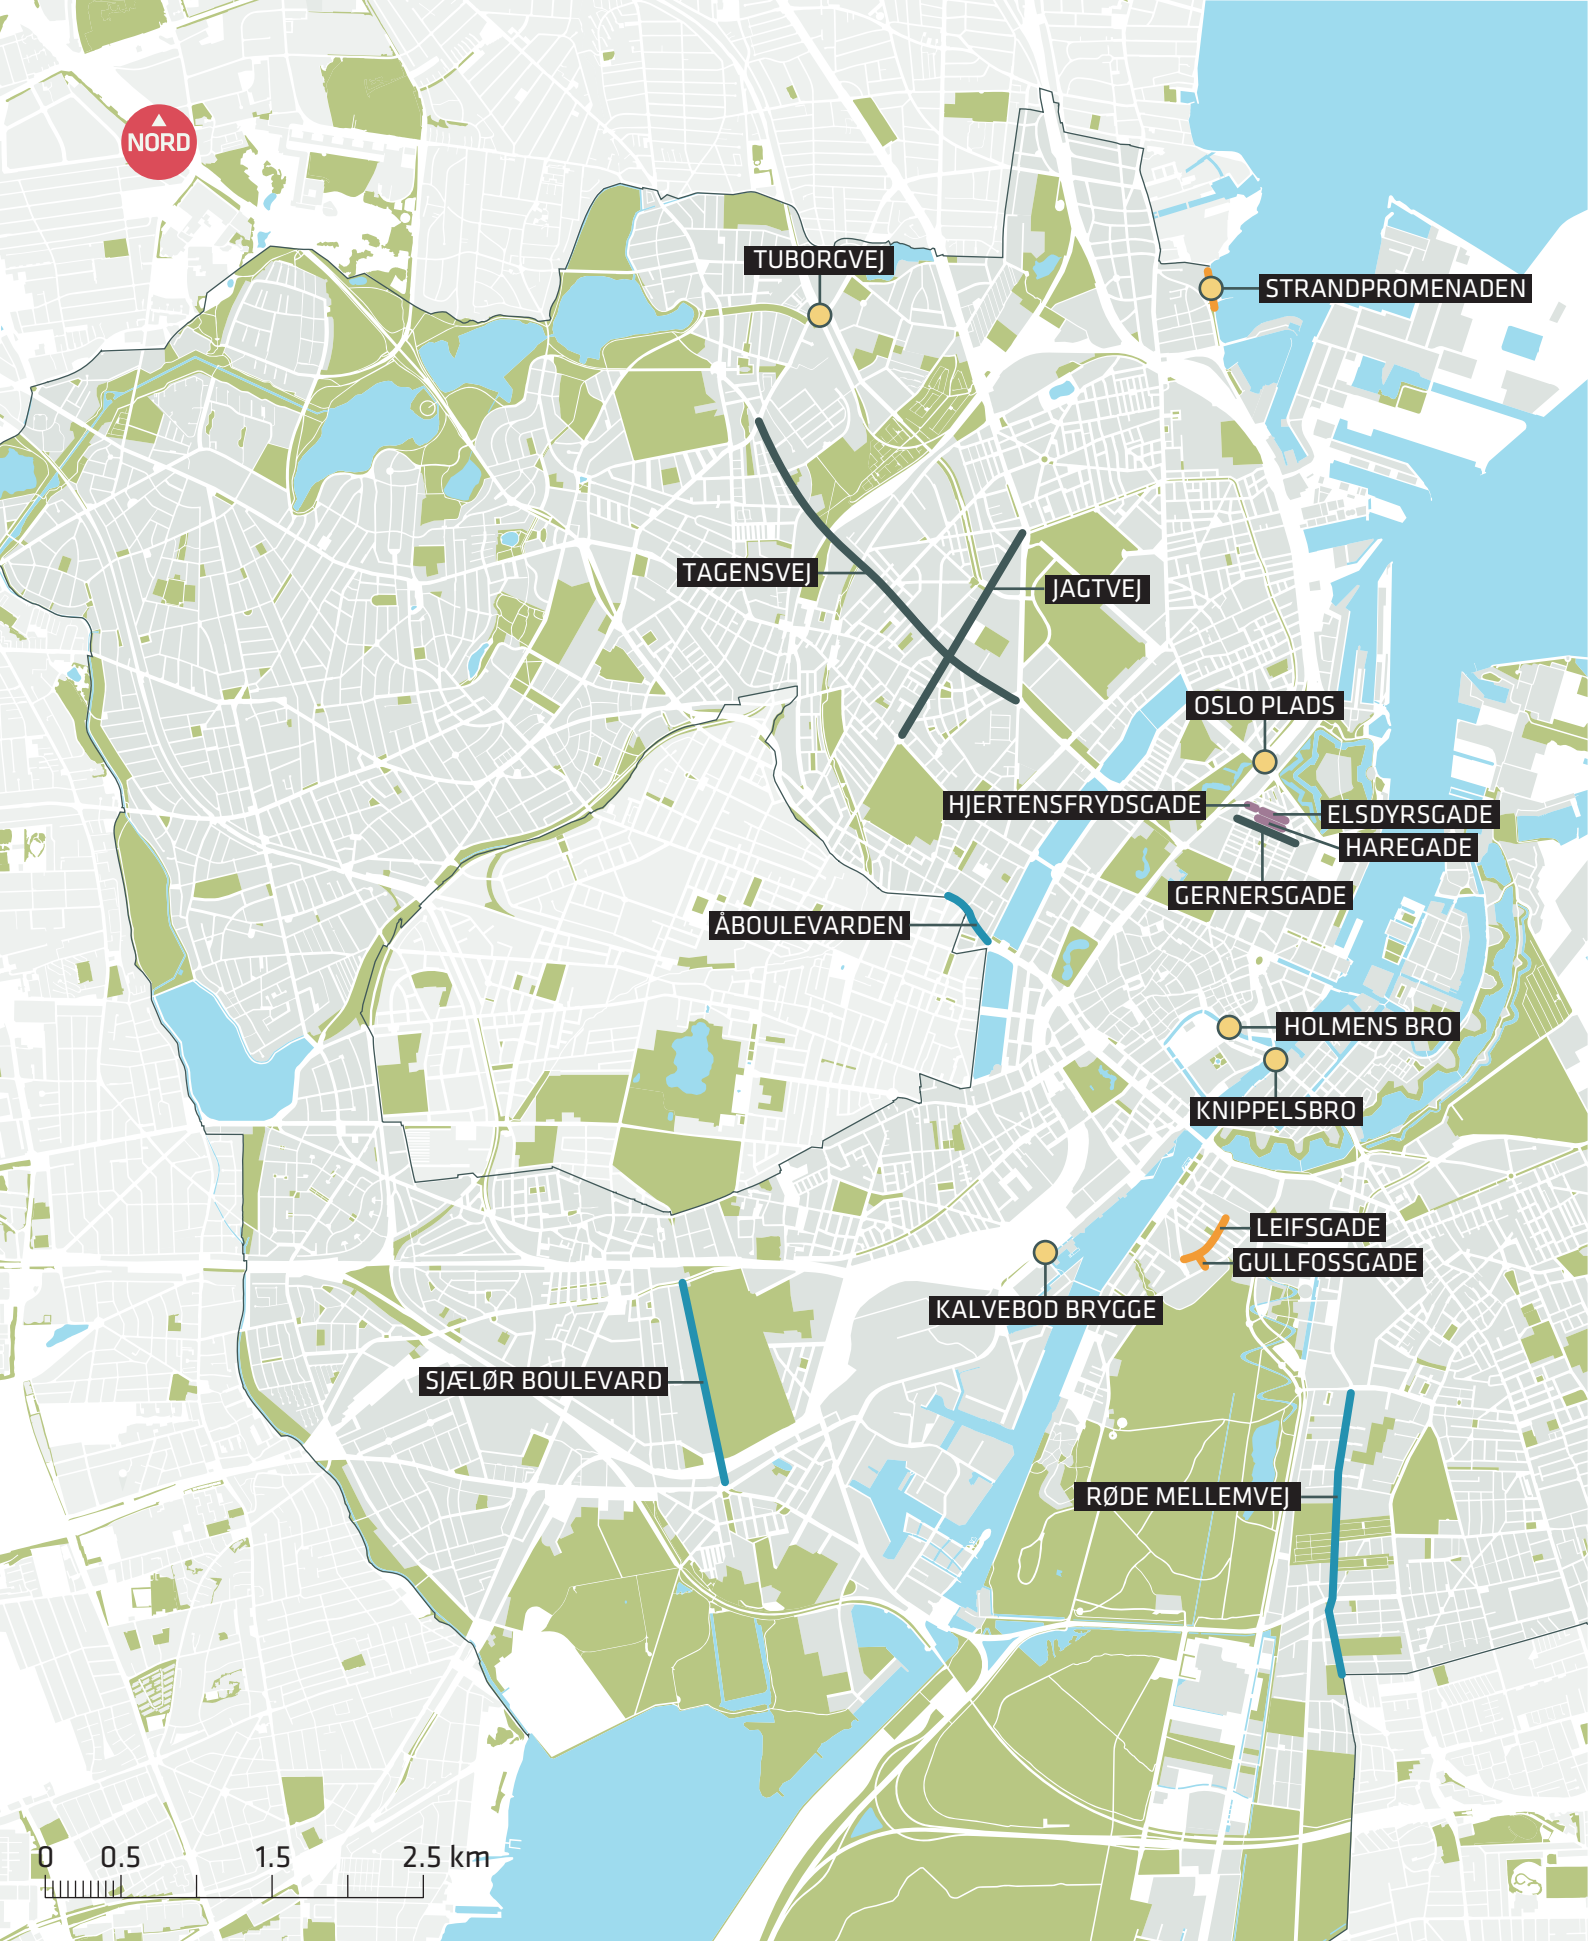 NORD
TUBORGVEJ
STRANDPROMENADEN
TAGENSVEJ
JAGTVEJ
OSLO PLADS
HJERTENSFRYDSGADE
ELSDYRSGADE
HAREGADE
GERNERSGADE
ÅBOULEVARDEN
HOLMENS BRO
KNIPPELSBRO
LEIFSGADE
GULLFOSSGADE
KALVEBOD BRYGGE
SJÆLØR BOULEVARD
RØDE MELLEMVEJ
0 0.5 1.5 2.5 km